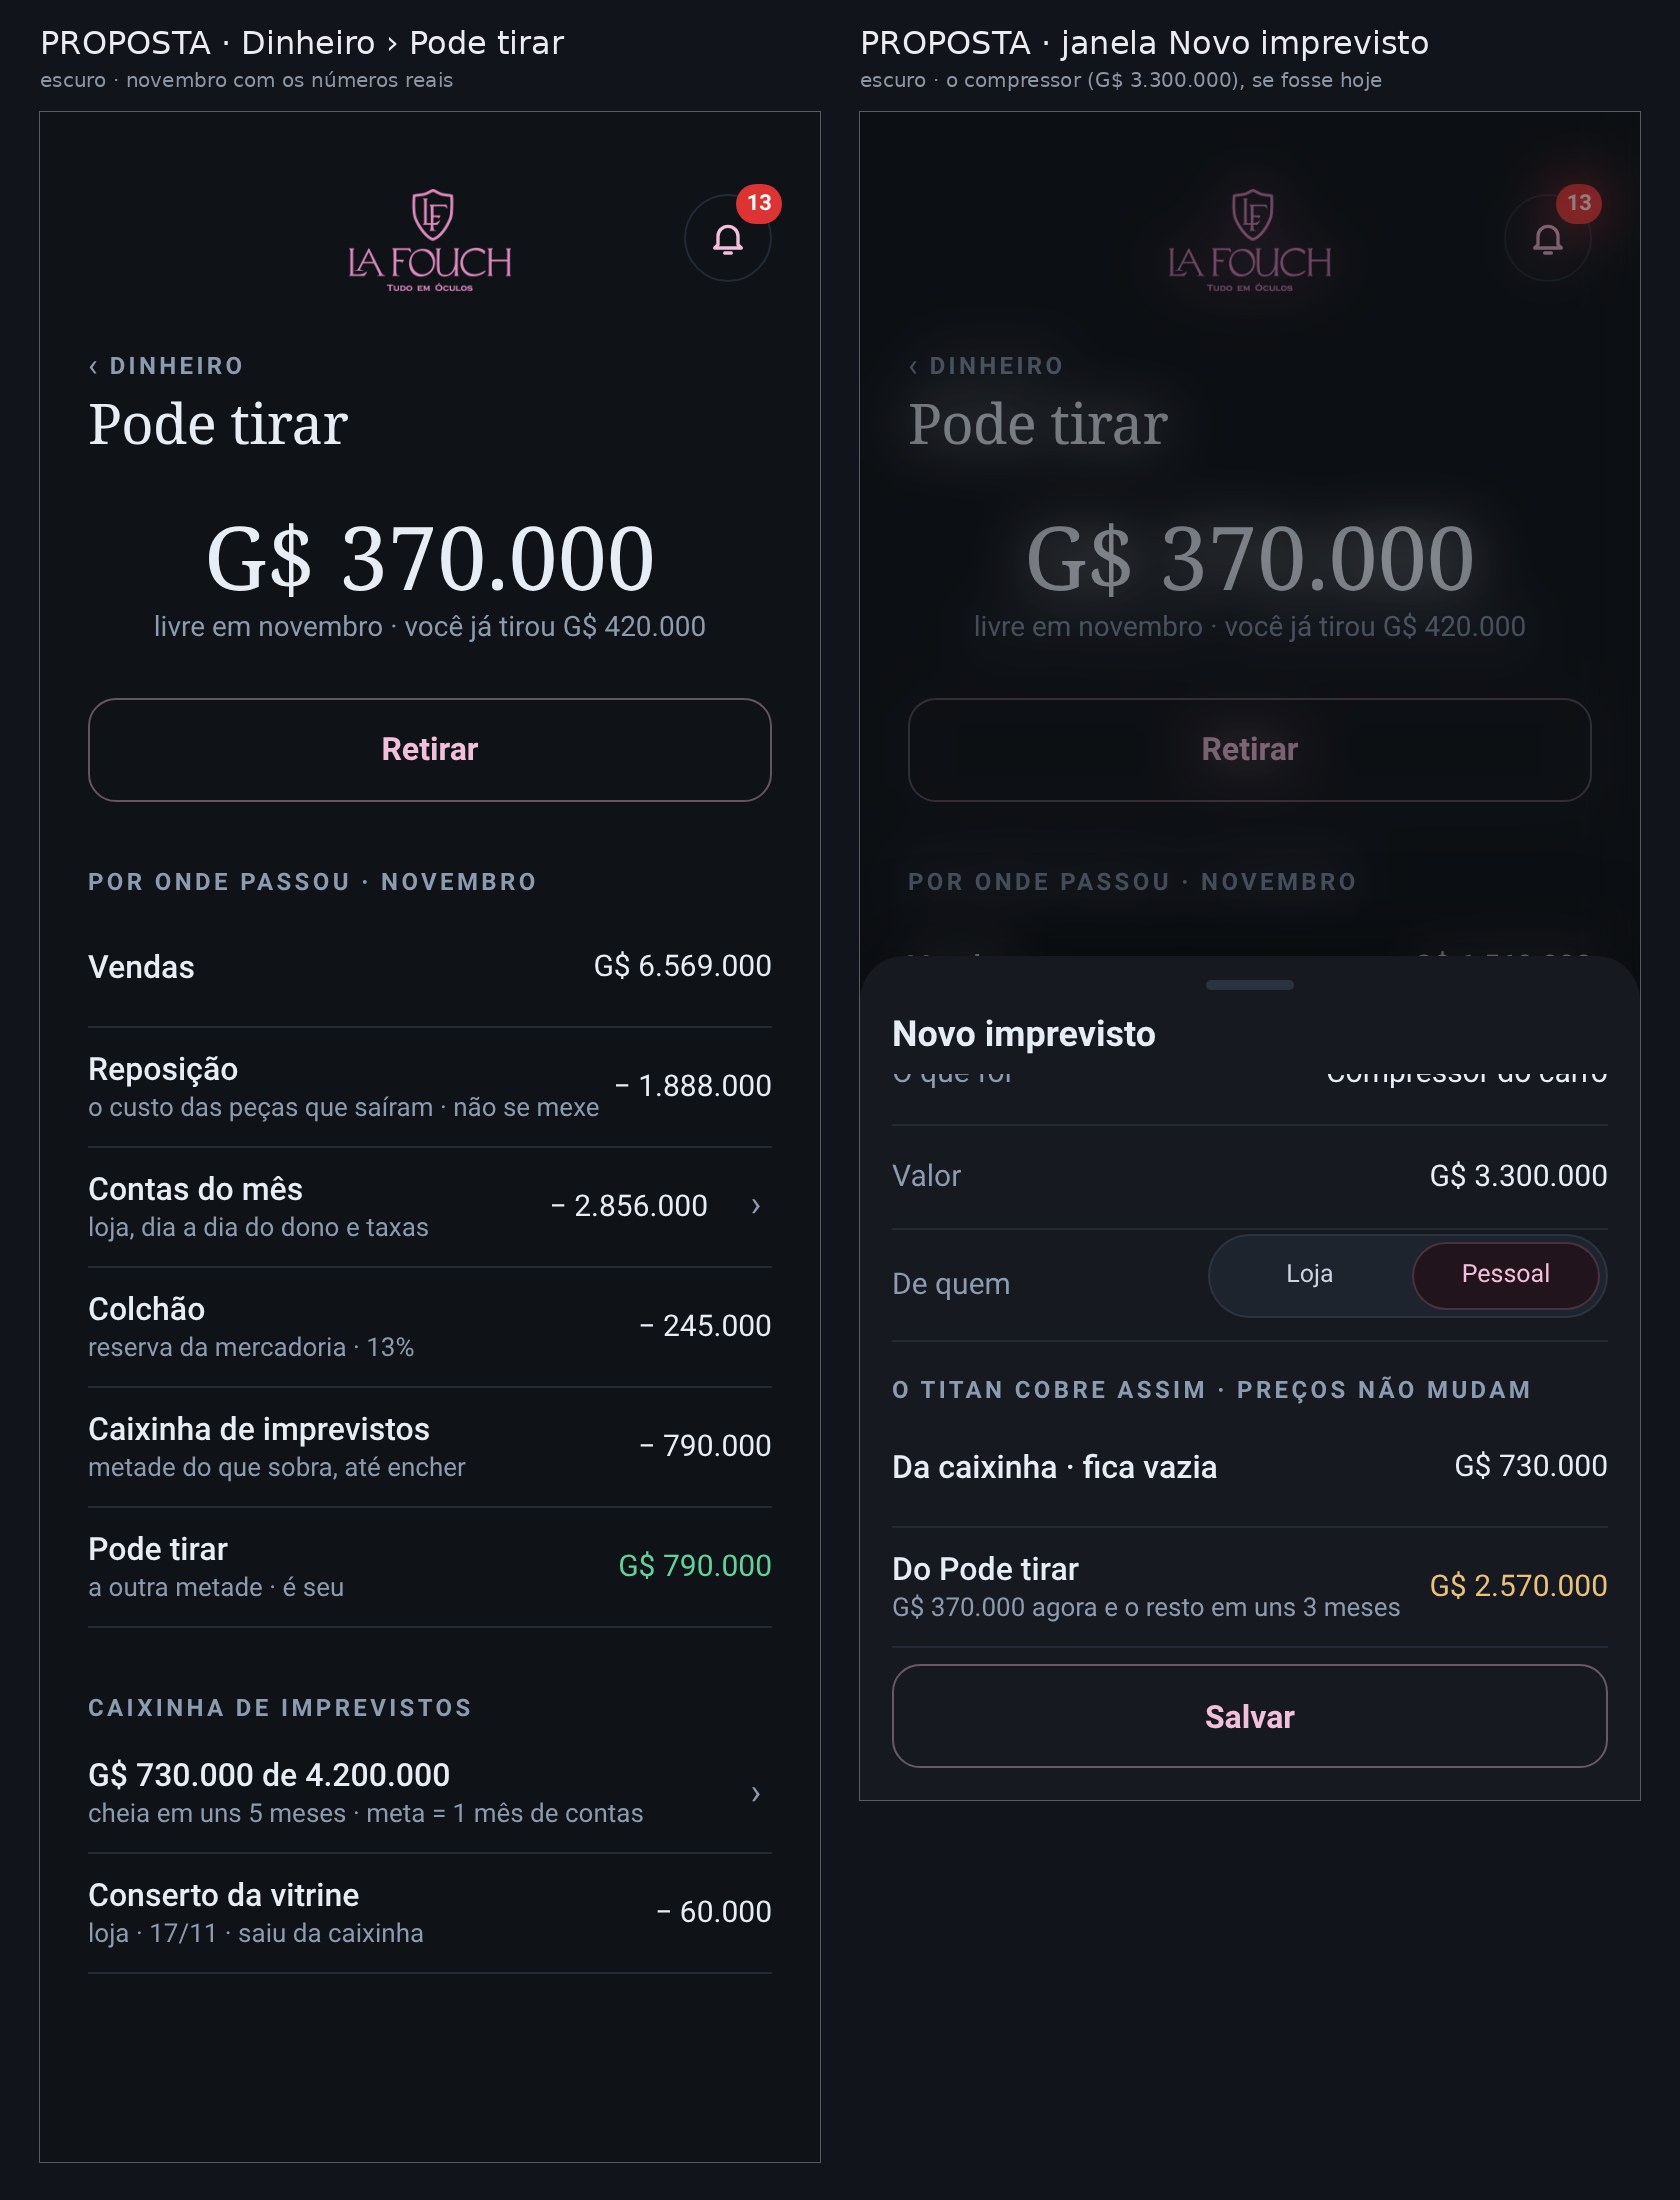 PROPOSTA · Dinheiro › Pode tirar
escuro · novembro com os números reais
13
LF
LA FOUCH
TUDO EM ÓCULOS
‹ DINHEIRO
Pode tirar
G$ 370.000
livre em novembro · você já tirou G$ 420.000
Retirar
POR ONDE PASSOU · NOVEMBRO
Vendas G$ 6.569.000
Reposição
o custo das peças que saíram · não se mexe − 1.888.000
Contas do mês
loja, dia a dia do dono e taxas − 2.856.000 ›
Colchão
reserva da mercadoria · 13% − 245.000
Caixinha de imprevistos
metade do que sobra, até encher − 790.000
Pode tirar
a outra metade · é seu G$ 790.000
CAIXINHA DE IMPREVISTOS
G$ 730.000 de 4.200.000
cheia em uns 5 meses · meta = 1 mês de contas ›
Conserto da vitrine
loja · 17/11 · saiu da caixinha − 60.000
PROPOSTA · janela Novo imprevisto
escuro · o compressor (G$ 3.300.000), se fosse hoje
13
LF
LA FOUCH
TUDO EM ÓCULOS
‹ DINHEIRO
Pode tirar
G$ 370.000
livre em novembro · você já tirou G$ 420.000
Retirar
POR ONDE PASSOU · NOVEMBRO
Novo imprevisto
O que foi Compressor do carro
Valor G$ 3.300.000
De quem Loja Pessoal
O TITAN COBRE ASSIM · PREÇOS NÃO MUDAM
Da caixinha · fica vazia G$ 730.000
Do Pode tirar
G$ 370.000 agora e o resto em uns 3 meses G$ 2.570.000
Salvar